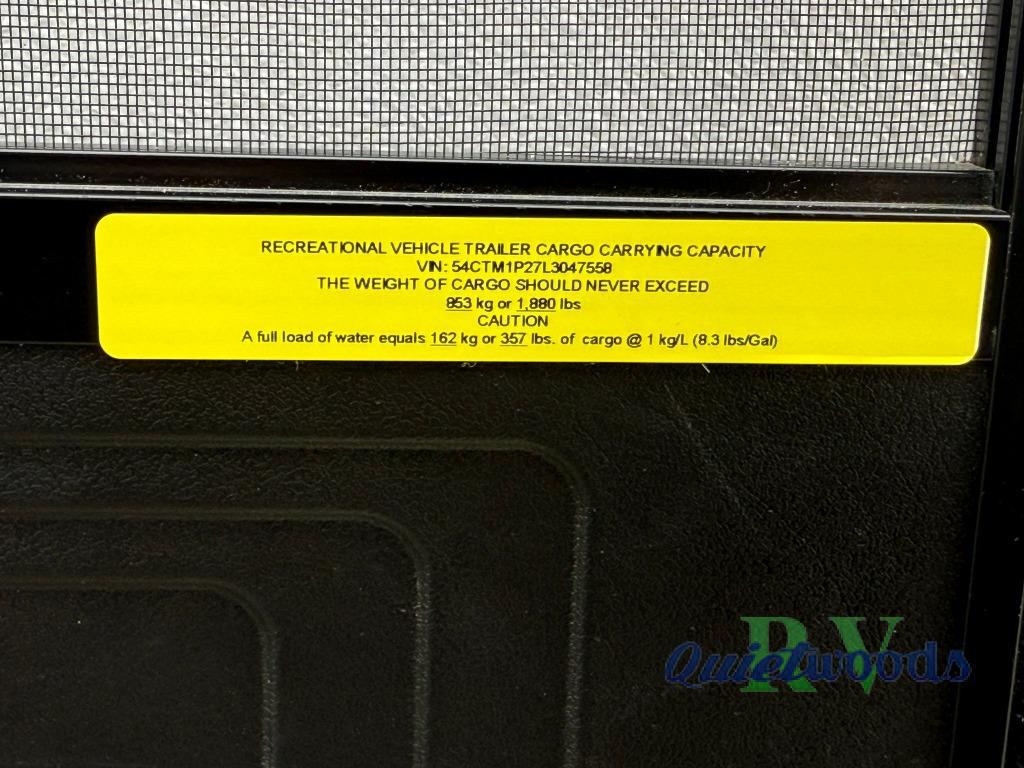 RECREATIONAL VEHICLE TRAILER CARGO CARRYING CAPACITY
VIN: 54CTM1P27L3047558
THE WEIGHT OF CARGO SHOULD NEVER EXCEED
853 kg or 1,880 lbs
CAUTION
A full load of water equals 162 kg or 357 lbs. of cargo @ 1 kg/L (8.3 lbs/Gal)
Quietwoods RV